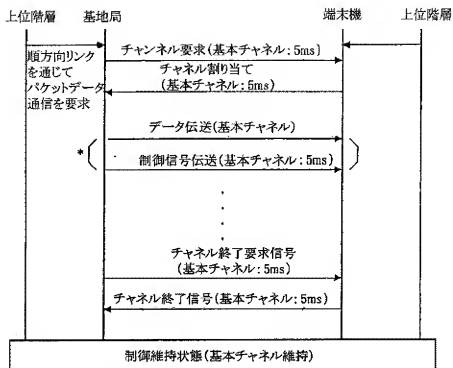 上位階層 基地局 端末機 上位階層
順方向リンク
を通じて
パケットデータ
通信を要求
チャンネル要求(基本チャネル:5ms)
チャネル割り当て
(基本チャネル:5ms)
データ伝送(基本チャネル)
*
制御信号伝送(基本チャネル:5ms)
チャネル終了要求信号
(基本チャネル:5ms)
チャネル終了信号(基本チャネル:5ms)
制御維持状態(基本チャネル維持)